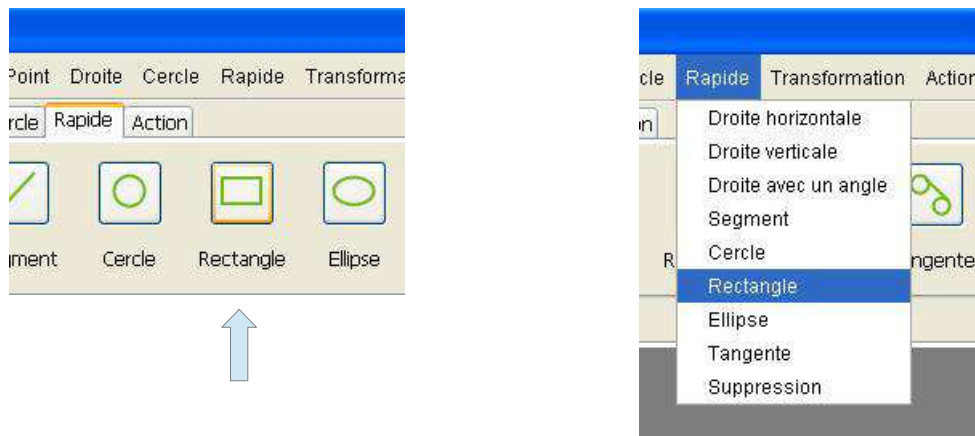 Point Droite Cercle Rapide Transforma
rcle Rapide Action
ment Cercle Rectangle Ellipse
cle Rapide Transformation Action
on
Droite horizontale
Droite verticale
Droite avec un angle
Segment
Cercle
R ngente
Rectangle
Ellipse
Tangente
Suppression